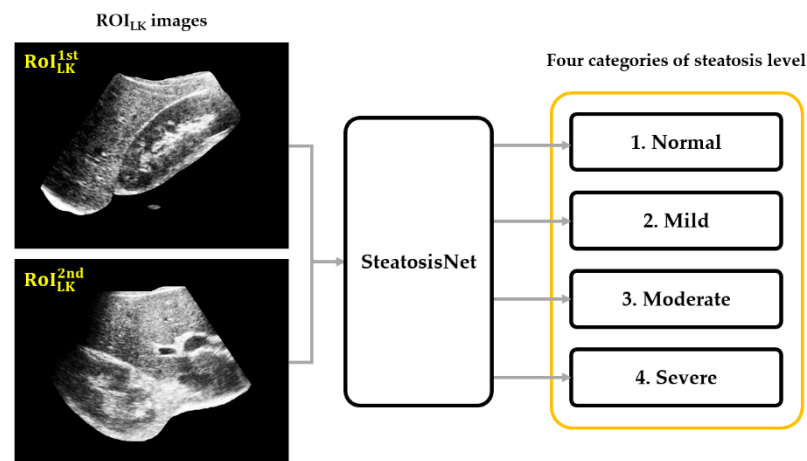 ROI_LK images
RoI_LK^1st
RoI_LK^2nd
SteatosisNet
Four categories of steatosis level
1. Normal
2. Mild
3. Moderate
4. Severe